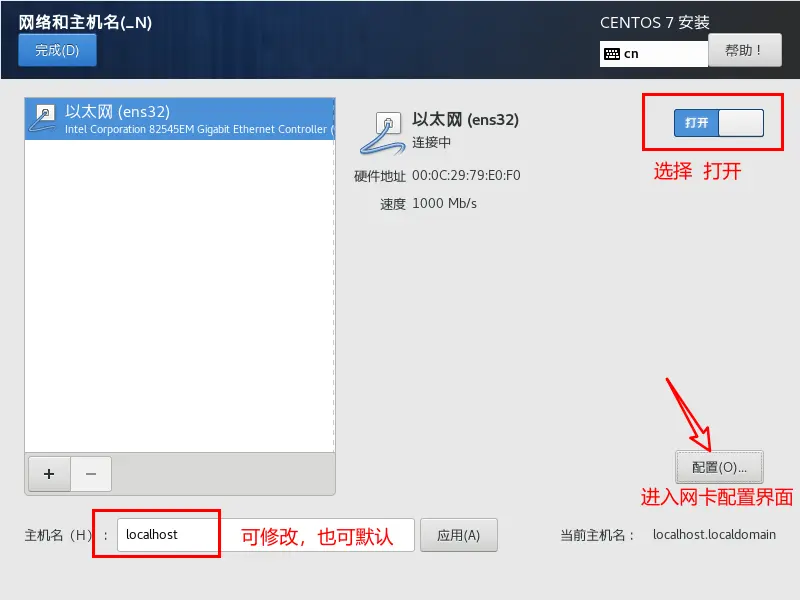 网络和主机名(_N)
CENTOS 7 安装
完成(D)
cn
帮助！
以太网 (ens32)
Intel Corporation 82545EM Gigabit Ethernet Controller (
以太网 (ens32)
连接中
打开
选择 打开
硬件地址 00:0C:29:79:E0:F0
速度 1000 Mb/s
+
−
配置(O)...
进入网卡配置界面
主机名（H）：
localhost
可修改，也可默认
应用(A)
当前主机名：
localhost.localdomain